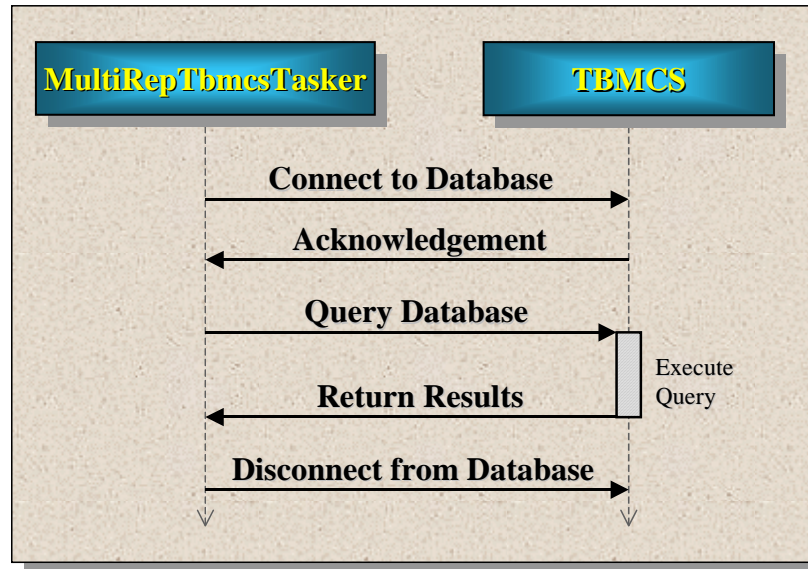 MultiRepTbmcsTasker
TBMCS
Connect to Database
Acknowledgement
Query Database
Execute
Query
Return Results
Disconnect from Database